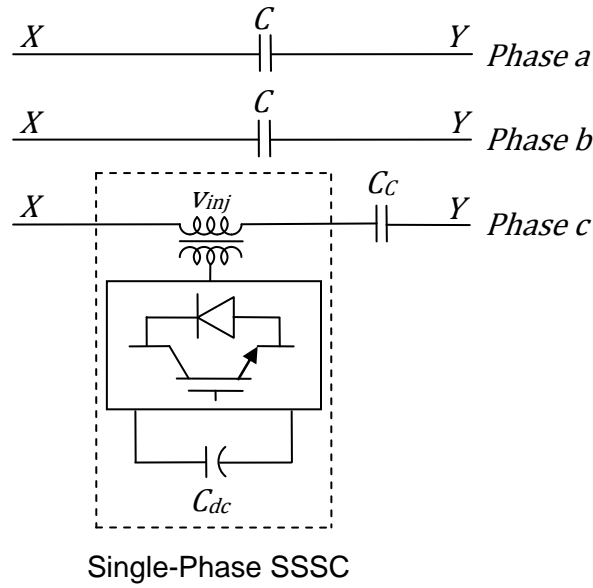 C
X Y Phase a
C
X Y Phase b
Vinj CC
X Y Phase c
Cdc
Single-Phase SSSC